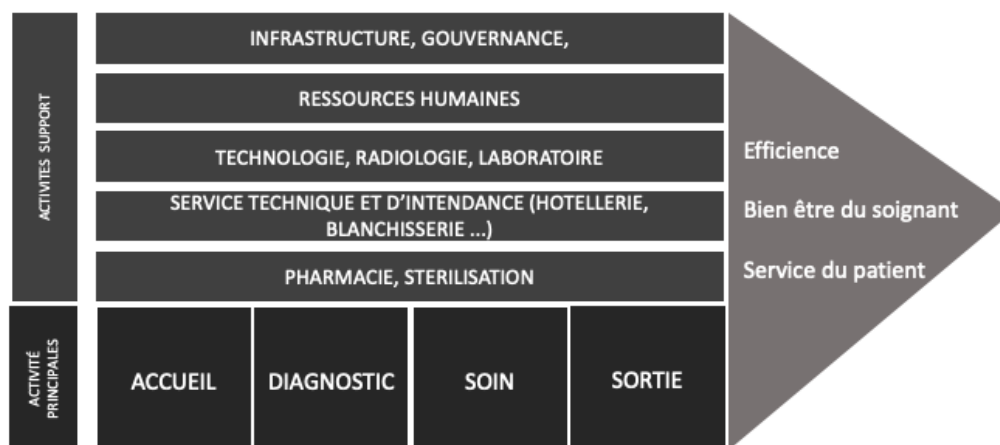 ACTIVITES SUPPORT
INFRASTRUCTURE, GOUVERNANCE,
RESSOURCES HUMAINES
TECHNOLOGIE, RADIOLOGIE, LABORATOIRE
SERVICE TECHNIQUE ET D’INTENDANCE (HOTELLERIE,
BLANCHISSERIE ...)
PHARMACIE, STERILISATION
Efficience
Bien être du soignant
Service du patient
ACTIVITÉ
PRINCIPALES
ACCUEIL
DIAGNOSTIC
SOIN
SORTIE